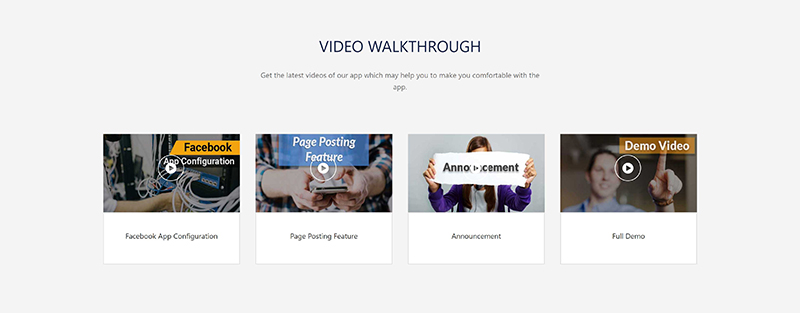 VIDEO WALKTHROUGH
Get the latest videos of our app which may help you to make you comfortable with the
app.
Facebook
App Configuration
Page Posting
Feature
Demo Video
Facebook App Configuration
Page Posting Feature
Announcement
Full Demo